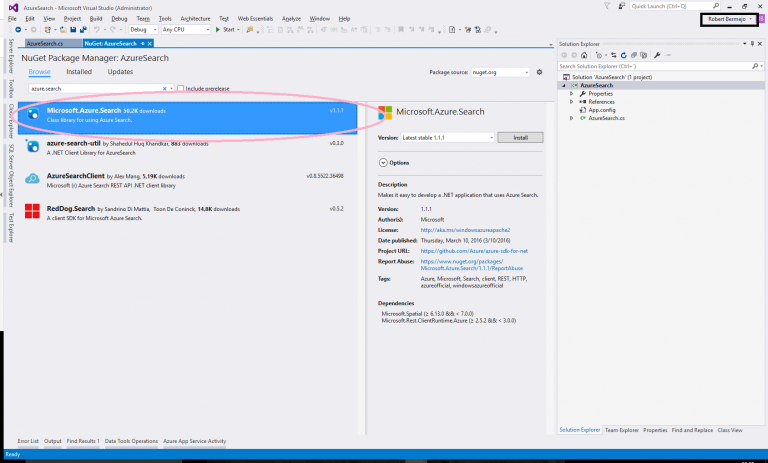 AzureSearch - Microsoft Visual Studio (Administrator)
Quick Launch (Ctrl+Q)
File Edit View Project Build Debug Team Tools Architecture Test Web Essentials Analyze Window Help
Robert Bermejo
Debug Any CPU Start
AzureSearch.cs NuGet: AzureSearch
NuGet Package Manager: AzureSearch
Browse Installed Updates
Package source: nuget.org
azure.search
Include prerelease
Microsoft.Azure.Search 56,2K downloads
v1.1.1
Class library for using Azure Search.
azure-search-util by Shahedul Huq Khandkar, 883 downloads
v0.3.0
A .NET Client Library for AzureSearch
AzureSearchClient by Alex Mang, 5,19K downloads
v0.8.5522.36498
Microsoft (r) Azure Search REST API .NET client library
RedDog.Search by Sandrino Di Mattia, Toon De Coninck, 14,8K downloads
v0.5.2
A client SDK for Microsoft Azure Search.
Microsoft.Azure.Search
Version: Latest stable 1.1.1
Install
Options
Description
Makes it easy to develop a .NET application that uses Azure Search.
Version: 1.1.1
Author(s): Microsoft
License: http://aka.ms/windowsazureapache2
Date published: Thursday, March 10, 2016 (3/10/2016)
Project URL: https://github.com/Azure/azure-sdk-for-net
Report Abuse: https://www.nuget.org/packages/
Microsoft.Azure.Search/1.1.1/ReportAbuse
Tags: Azure, Microsoft, Search, client, REST, HTTP,
azureofficial, windowsazureofficial
Dependencies
Microsoft.Spatial (≥ 6.13.0 && < 7.0.0)
Microsoft.Rest.ClientRuntime.Azure (≥ 2.5.2 && < 3.0.0)
Solution Explorer
Search Solution Explorer (Ctrl+´)
Solution 'AzureSearch' (1 project)
AzureSearch
Properties
References
App.config
AzureSearch.cs
Solution Explorer Team Explorer Properties Find and Replace Class View
Server Explorer
Toolbox
Cloud Explorer
SQL Server Object Explorer
Test Explorer
Error List Output Find Results 1 Data Tools Operations Azure App Service Activity
Ready